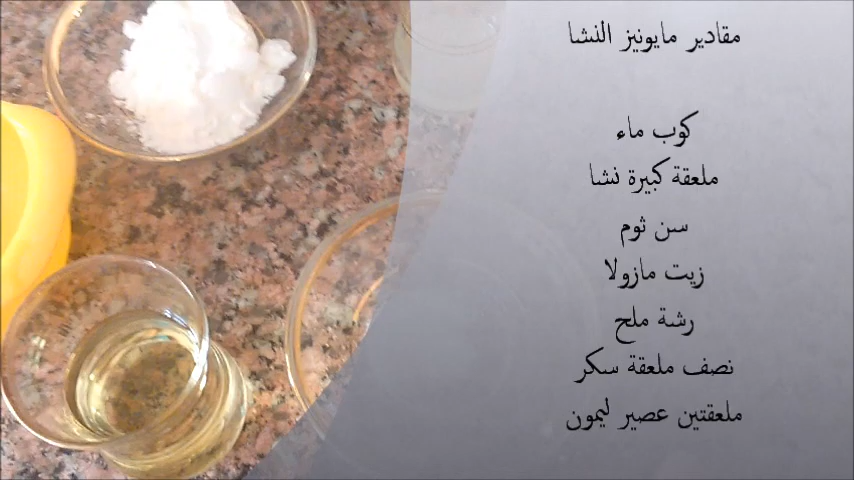 مقادير مايونيز النشا
كوب ماء
ملعقة كبيرة نشا
سن ثوم
زيت مازولا
رشة ملح
نصف ملعقة سكر
ملعقتين عصير ليمون